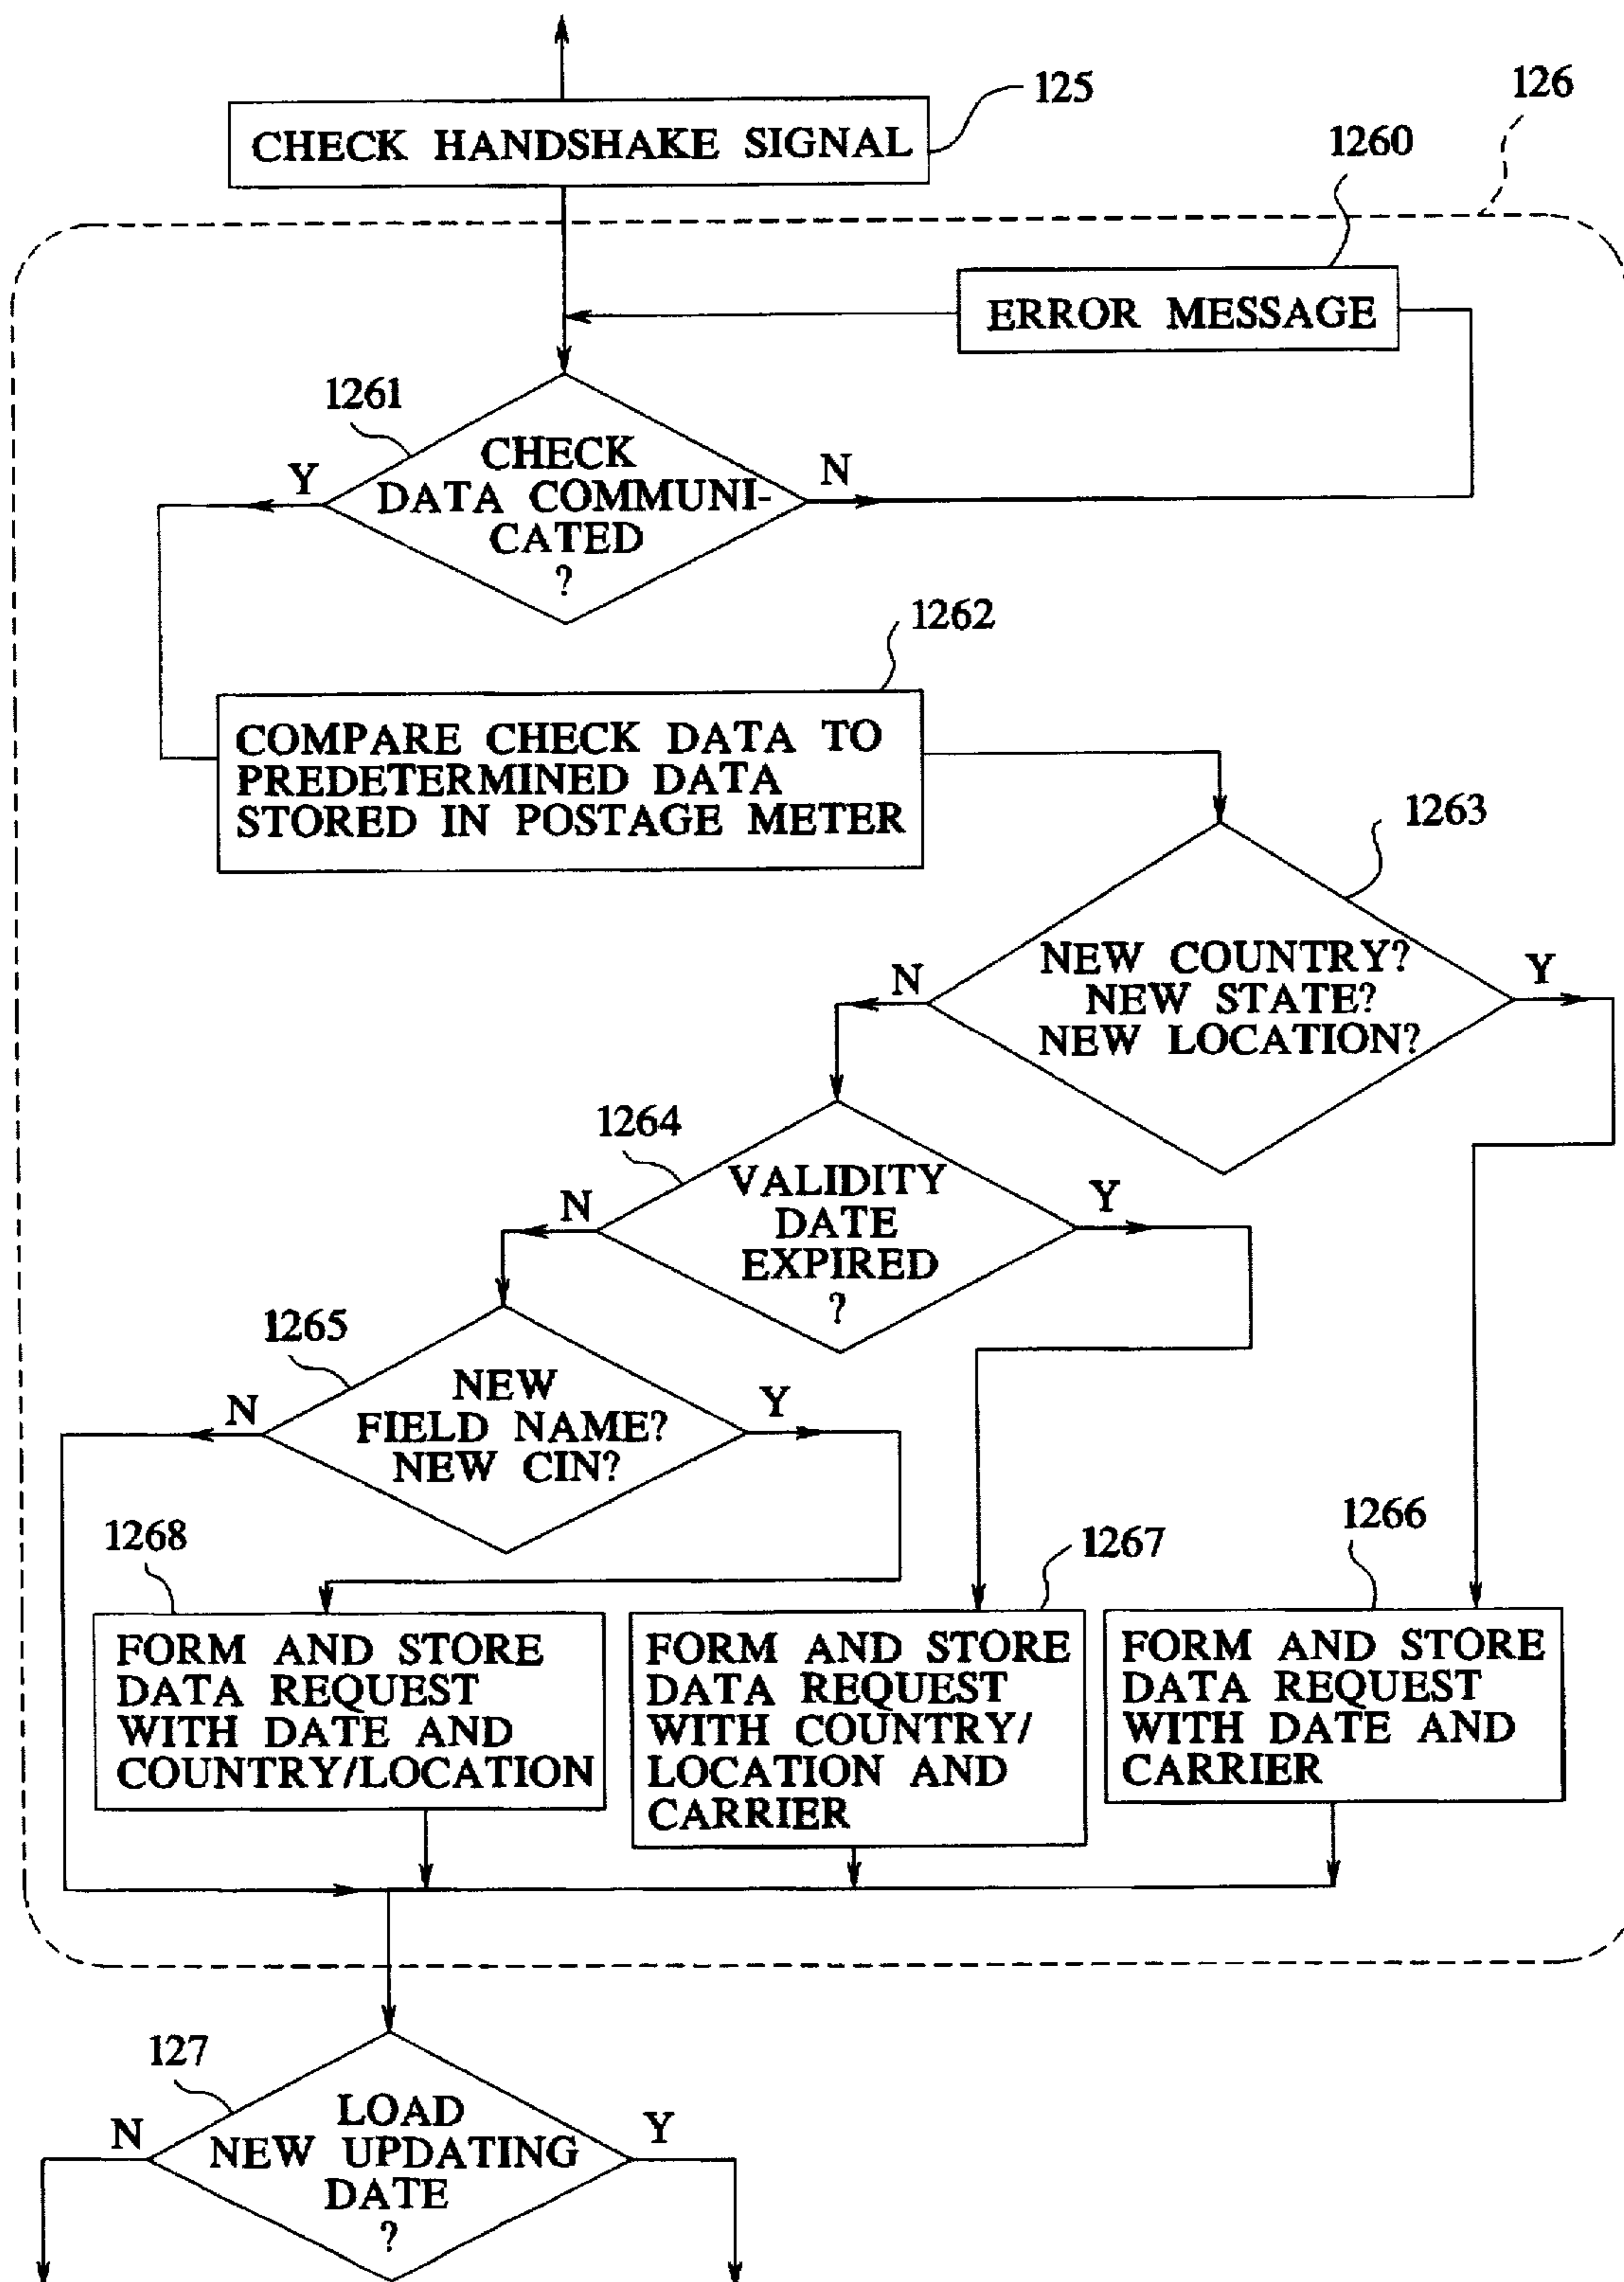 125
126
CHECK HANDSHAKE SIGNAL
1260
ERROR MESSAGE
1261
CHECK
DATA COMMUNI-
CATED
?
Y
N
1262
COMPARE CHECK DATA TO
PREDETERMINED DATA
STORED IN POSTAGE METER
1263
NEW COUNTRY?
NEW STATE?
NEW LOCATION?
N
Y
1264
VALIDITY
DATE
EXPIRED
?
N
Y
1265
NEW
FIELD NAME?
NEW CIN?
N
Y
1268
FORM AND STORE
DATA REQUEST
WITH DATE AND
COUNTRY/LOCATION
1267
FORM AND STORE
DATA REQUEST
WITH COUNTRY/
LOCATION AND
CARRIER
1266
FORM AND STORE
DATA REQUEST
WITH DATE AND
CARRIER
127
LOAD
NEW UPDATING
DATE
?
N
Y